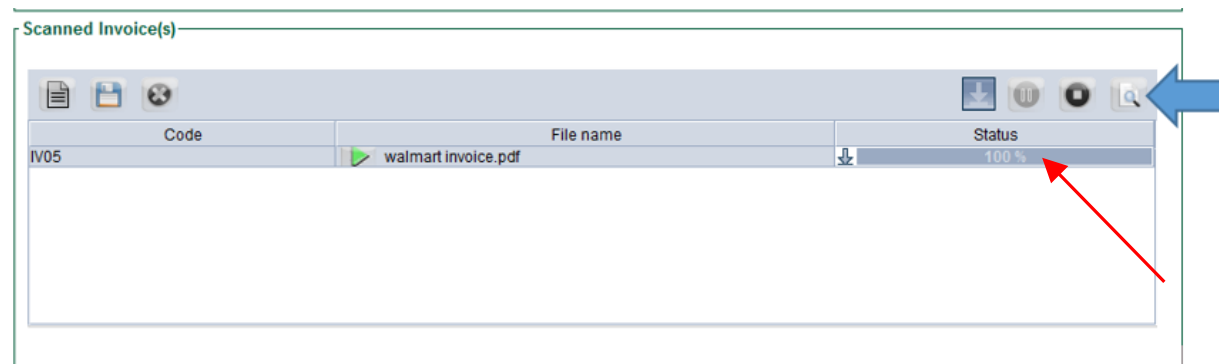 Scanned Invoice(s)
Code File name Status
IV05 walmart invoice.pdf 100 %